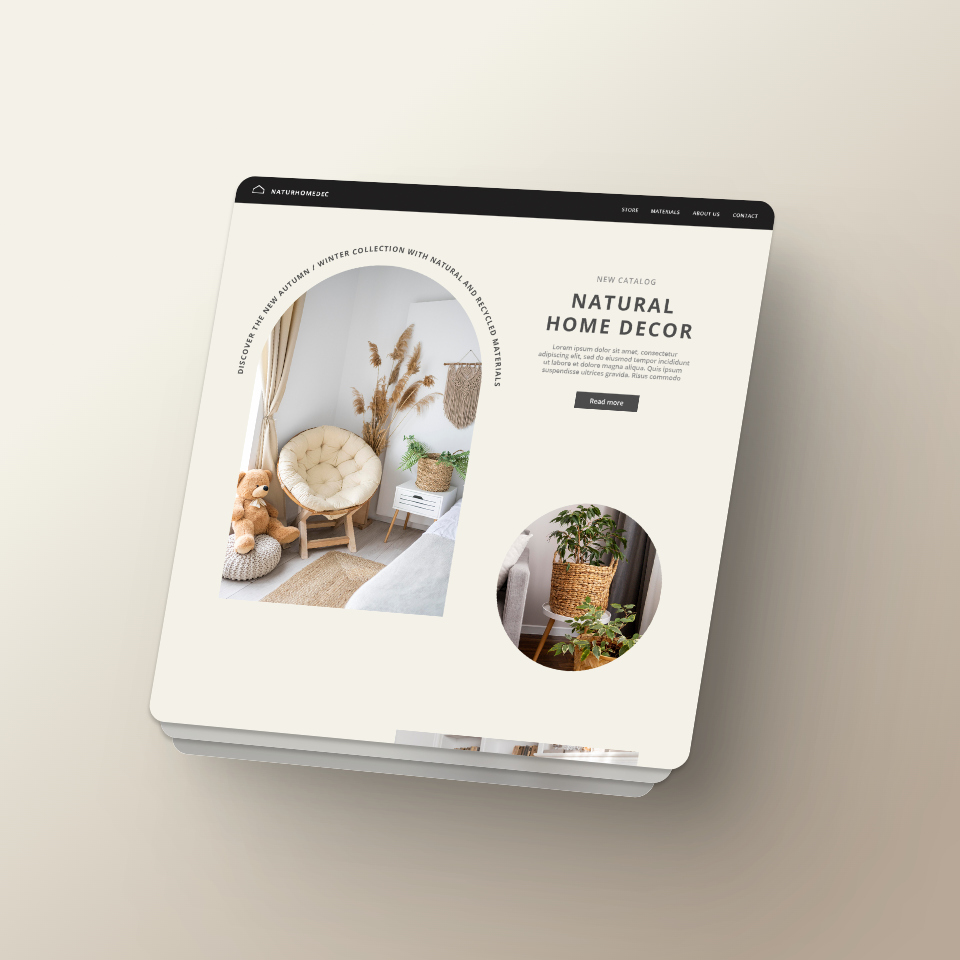 NATURHOMEDEC
STORE MATERIALS ABOUT US CONTACT
DISCOVER THE NEW AUTUMN / WINTER COLLECTION WITH NATURAL AND RECYCLED MATERIALS
NEW CATALOG
NATURAL
HOME DECOR
Lorem ipsum dolor sit amet, consectetur
adipiscing elit, sed do eiusmod tempor incididunt
ut labore et dolore magna aliqua. Quis ipsum
suspendisse ultrices gravida. Risus commodo
Read more